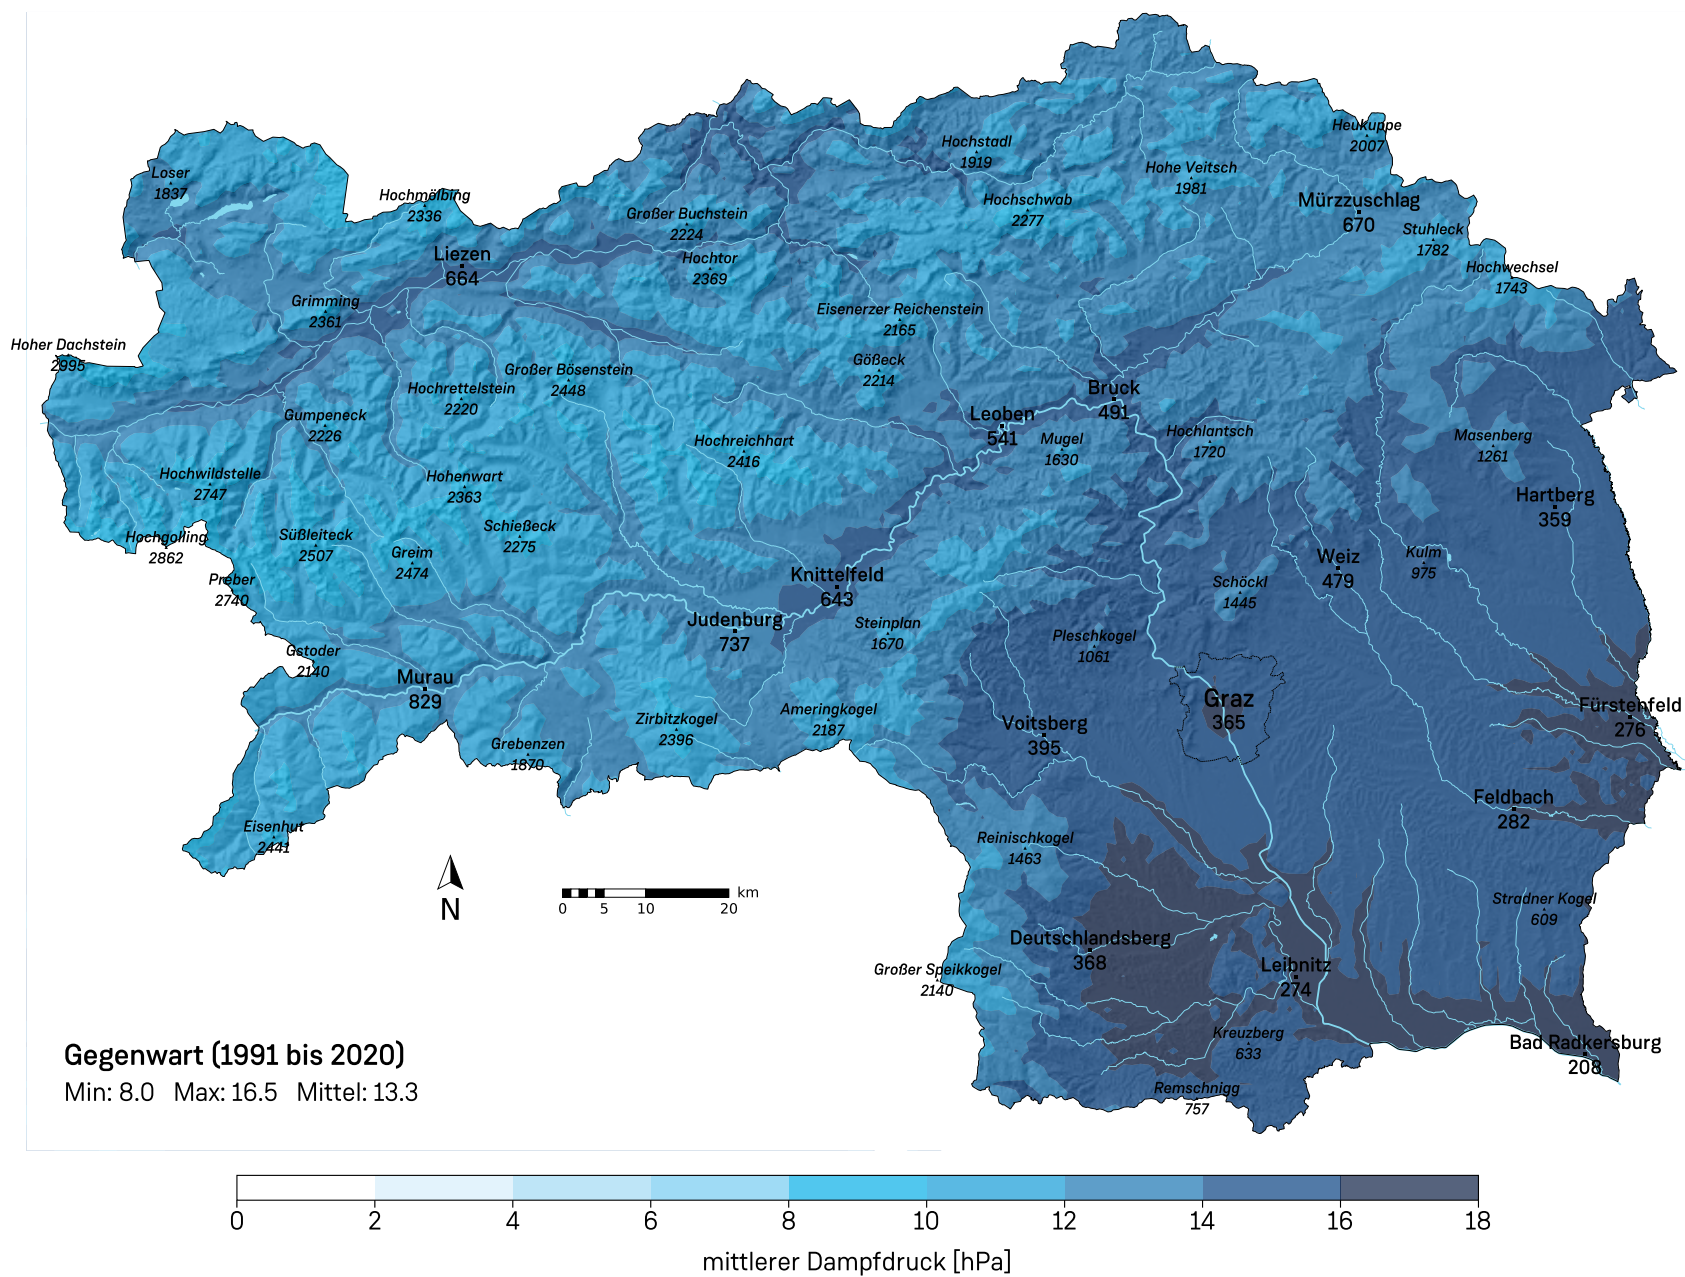 Heukuppe
2007
Hochstadl
1919
Hohe Veitsch
1981
Loser
1837
Hochmölbing
2336
Hochschwab
2277
Mürzzuschlag
670
Großer Buchstein
2224
Stuhleck
1782
Liezen
664
Hochtor
2369
Hochwechsel
1743
Grimming
2361
Eisenerzer Reichenstein
2165
Hoher Dachstein
2995
Gößeck
2214
Großer Bösenstein
2448
Hochrettelstein
2220
Bruck
491
Gumpeneck
2226
Leoben
541
Hochreichhart
2416
Mugel
1630
Hochlantsch
1720
Masenberg
1261
Hochwildstelle
2747
Hohenwart
2363
Hartberg
359
Schießeck
2275
Hochgolling
2862
Süßleiteck
2507
Greim
2474
Weiz
479
Kulm
975
Preber
2740
Knittelfeld
643
Schöckl
1445
Judenburg
737
Steinplan
1670
Pleschkogel
1061
Gstoder
2140
Murau
829
Graz
365
Fürstenfeld
276
Zirbitzkogel
2396
Ameringkogel
2187
Voitsberg
395
Grebenzen
1870
Feldbach
282
Eisenhut
2441
Reinischkogel
1463
N
km
0 5 10 20
Stradner Kogel
609
Deutschlandsberg
368
Großer Speikkogel
2140
Leibnitz
274
Kreuzberg
633
Bad Radkersburg
208
Gegenwart (1991 bis 2020)
Min: 8.0 Max: 16.5 Mittel: 13.3
Remschnigg
757
0 2 4 6 8 10 12 14 16 18
mittlerer Dampfdruck [hPa]